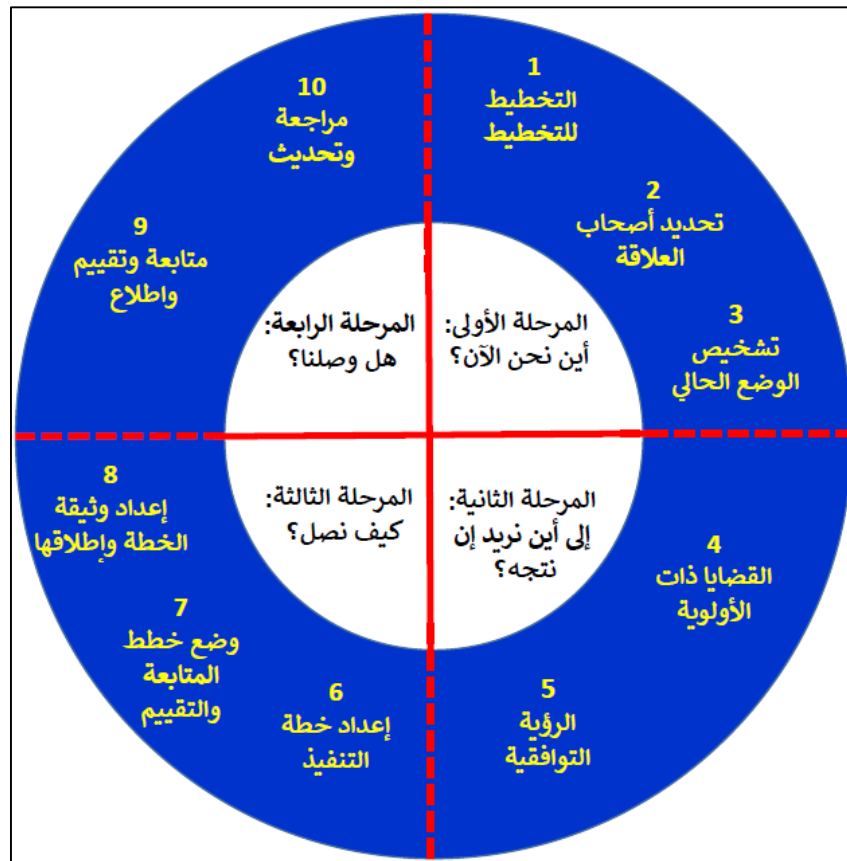 1
التخطيط
للتخطيط
2
تحديد أصحاب
العلاقة
3
تشخيص
الوضع الحالي
4
القضايا ذات
الأولوية
5
الرؤية
التوافقية
6
إعداد خطة
التنفيذ
7
وضع خطط
المتابعة
والتقييم
8
إعداد وثيقة
الخطة وإطلاقها
9
متابعة وتقييم
واطلاع
10
مراجعة
وتحديث
المرحلة الأولى:
أين نحن الآن؟
المرحلة الثانية:
إلى أين نريد إن
نتجه؟
المرحلة الثالثة:
كيف نصل؟
المرحلة الرابعة:
هل وصلنا؟